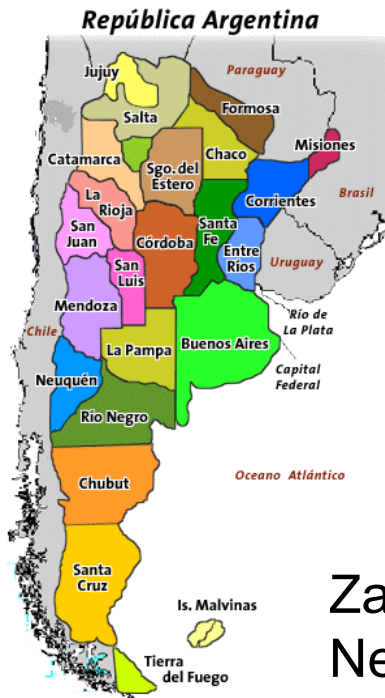 República Argentina
Jujuy
Paraguay
Salta
Formosa
Catamarca
Chaco
Misiones
Sgo. del
Estero
La
Rioja
Corrientes
Brasil
San
Juan
Córdoba
Santa
Fe
Entre
Ríos
Uruguay
San
Luis
Mendoza
Río de
La Plata
Chile
La Pampa
Buenos Aires
Capital
Federal
Neuquén
Río Negro
Chubut
Oceano Atlántico
Santa
Cruz
Is. Malvinas
Za
Tierra
del Fuego
Ne